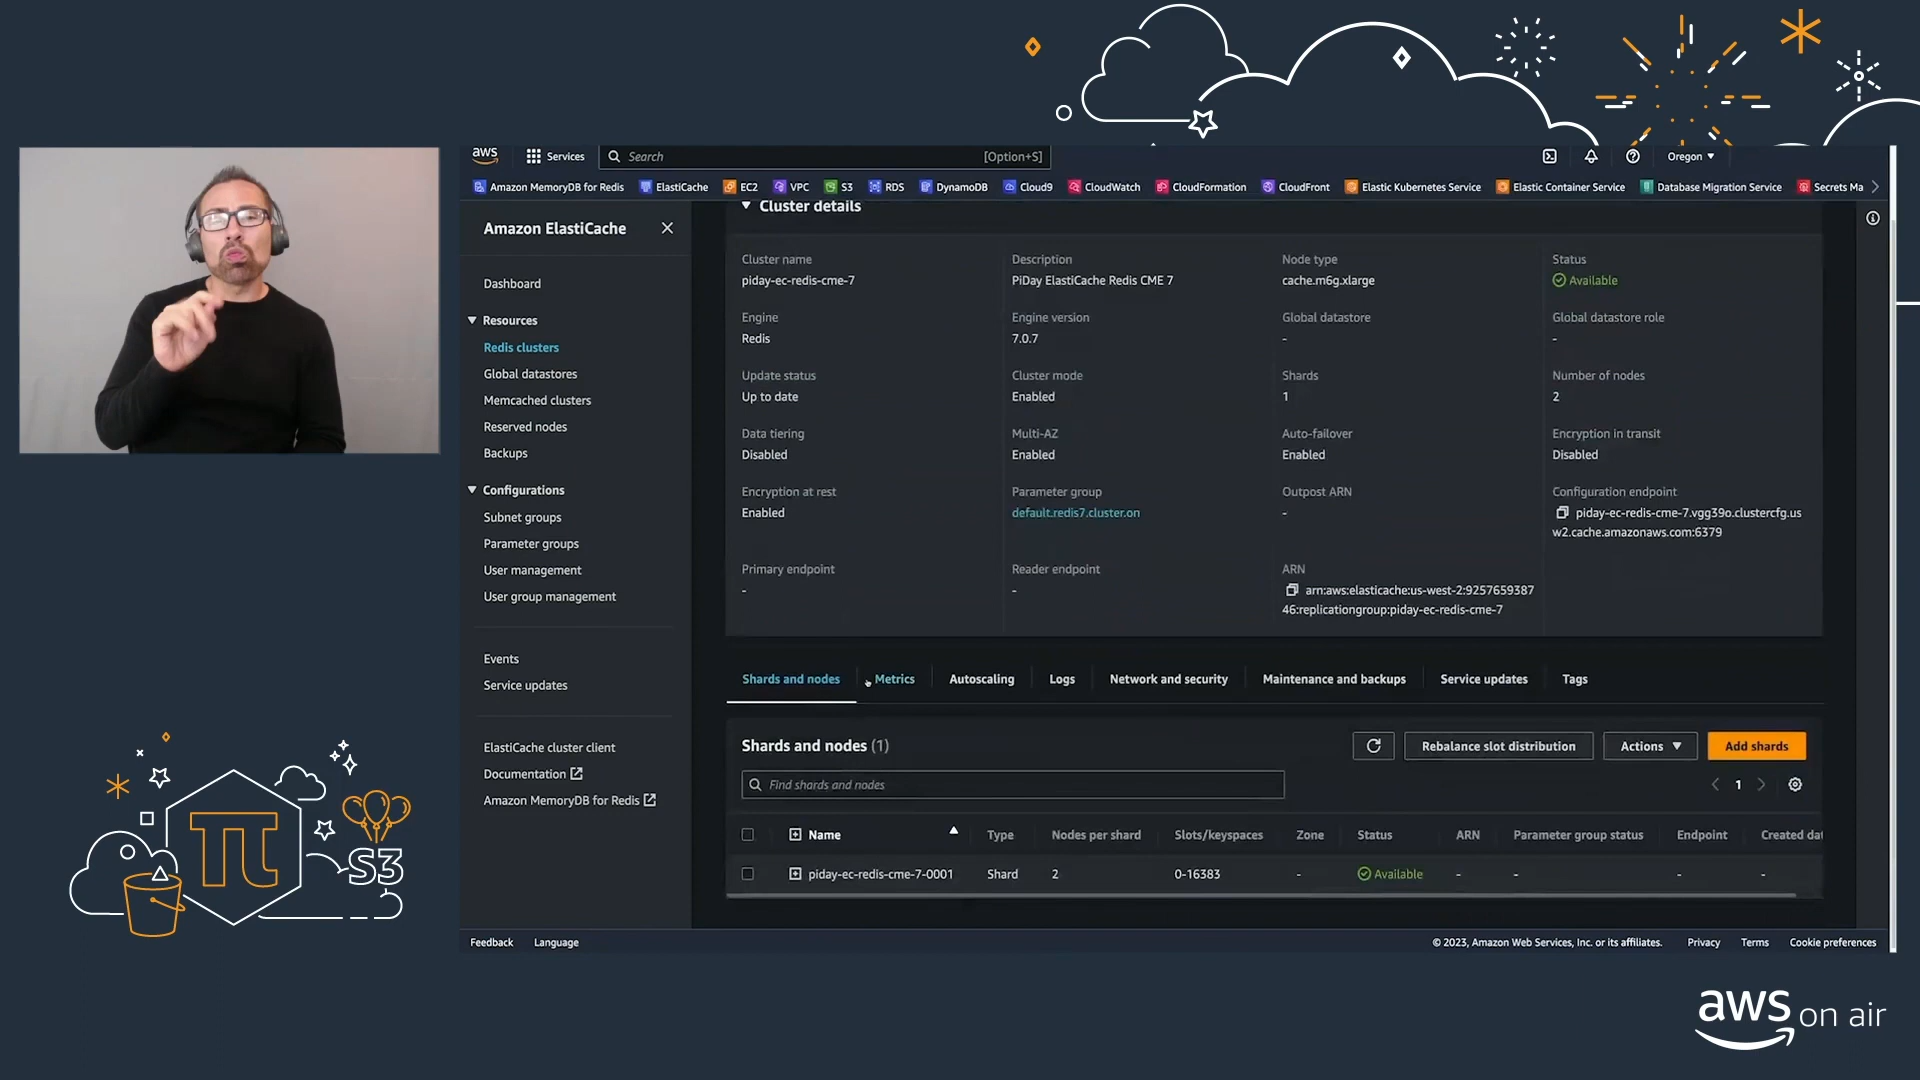 aws
Services
Search
[Option+S]
Oregon
Amazon MemoryDB for Redis
ElastiCache
EC2
VPC
S3
RDS
DynamoDB
Cloud9
CloudWatch
CloudFormation
CloudFront
Elastic Kubernetes Service
Elastic Container Service
Database Migration Service
Secrets Ma
Amazon ElastiCache
Dashboard
Resources
Redis clusters
Global datastores
Memcached clusters
Reserved nodes
Backups
Configurations
Subnet groups
Parameter groups
User management
User group management
Events
Service updates
ElastiCache cluster client
Documentation
Amazon MemoryDB for Redis
Cluster details
Cluster name
piday-ec-redis-cme-7
Description
PiDay ElastiCache Redis CME 7
Node type
cache.m6g.xlarge
Status
Available
Engine
Redis
Engine version
7.0.7
Global datastore
-
Global datastore role
-
Update status
Up to date
Cluster mode
Enabled
Shards
1
Number of nodes
2
Data tiering
Disabled
Multi-AZ
Enabled
Auto-failover
Enabled
Encryption in transit
Disabled
Encryption at rest
Enabled
Parameter group
default.redis7.cluster.on
Outpost ARN
-
Configuration endpoint
piday-ec-redis-cme-7.vgg39o.clustercfg.us
w2.cache.amazonaws.com:6379
Primary endpoint
-
Reader endpoint
-
ARN
arn:aws:elasticache:us-west-2:9257659387
46:replicationgroup:piday-ec-redis-cme-7
Shards and nodes
Metrics
Autoscaling
Logs
Network and security
Maintenance and backups
Service updates
Tags
Shards and nodes (1)
Rebalance slot distribution
Actions
Add shards
Find shards and nodes
1
Name
Type
Nodes per shard
Slots/keyspaces
Zone
Status
ARN
Parameter group status
Endpoint
Created dat
piday-ec-redis-cme-7-0001
Shard
2
0-16383
-
Available
-
-
-
-
Feedback
Language
© 2023, Amazon Web Services, Inc. or its affiliates.
Privacy
Terms
Cookie preferences
π
S3
aws on air